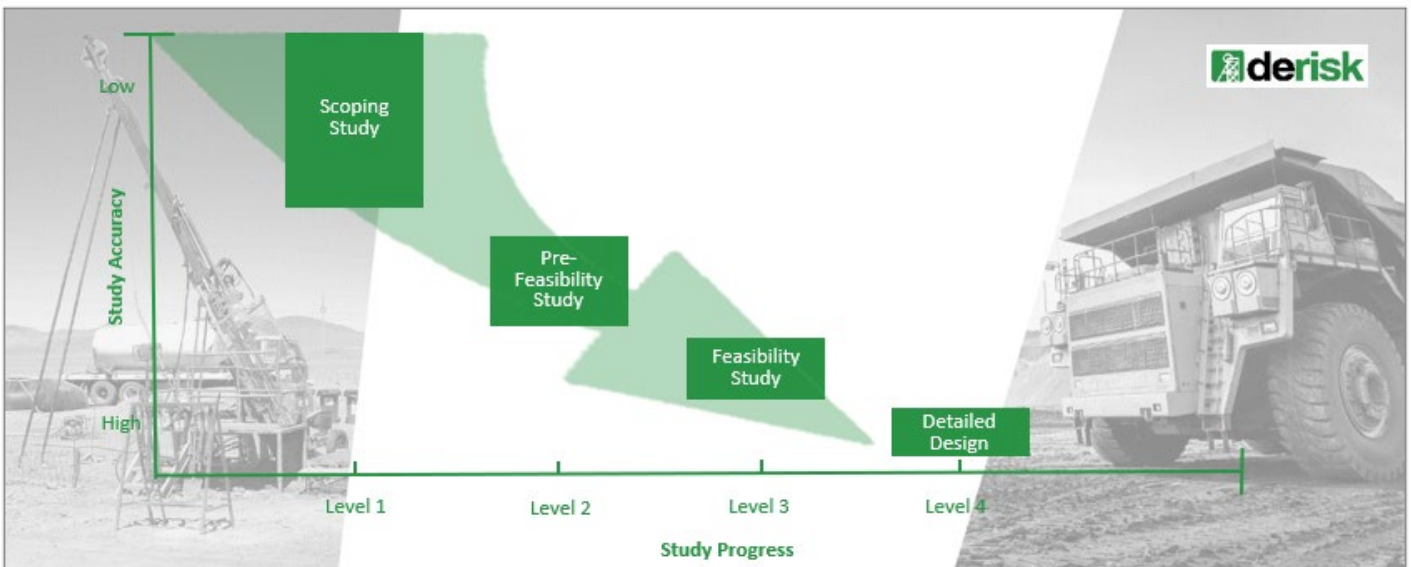 derisk
Low
Scoping
Study
Study Accuracy
Pre-
Feasibility
Study
Feasibility
Study
High
Detailed
Design
Level 1
Level 2
Level 3
Level 4
Study Progress